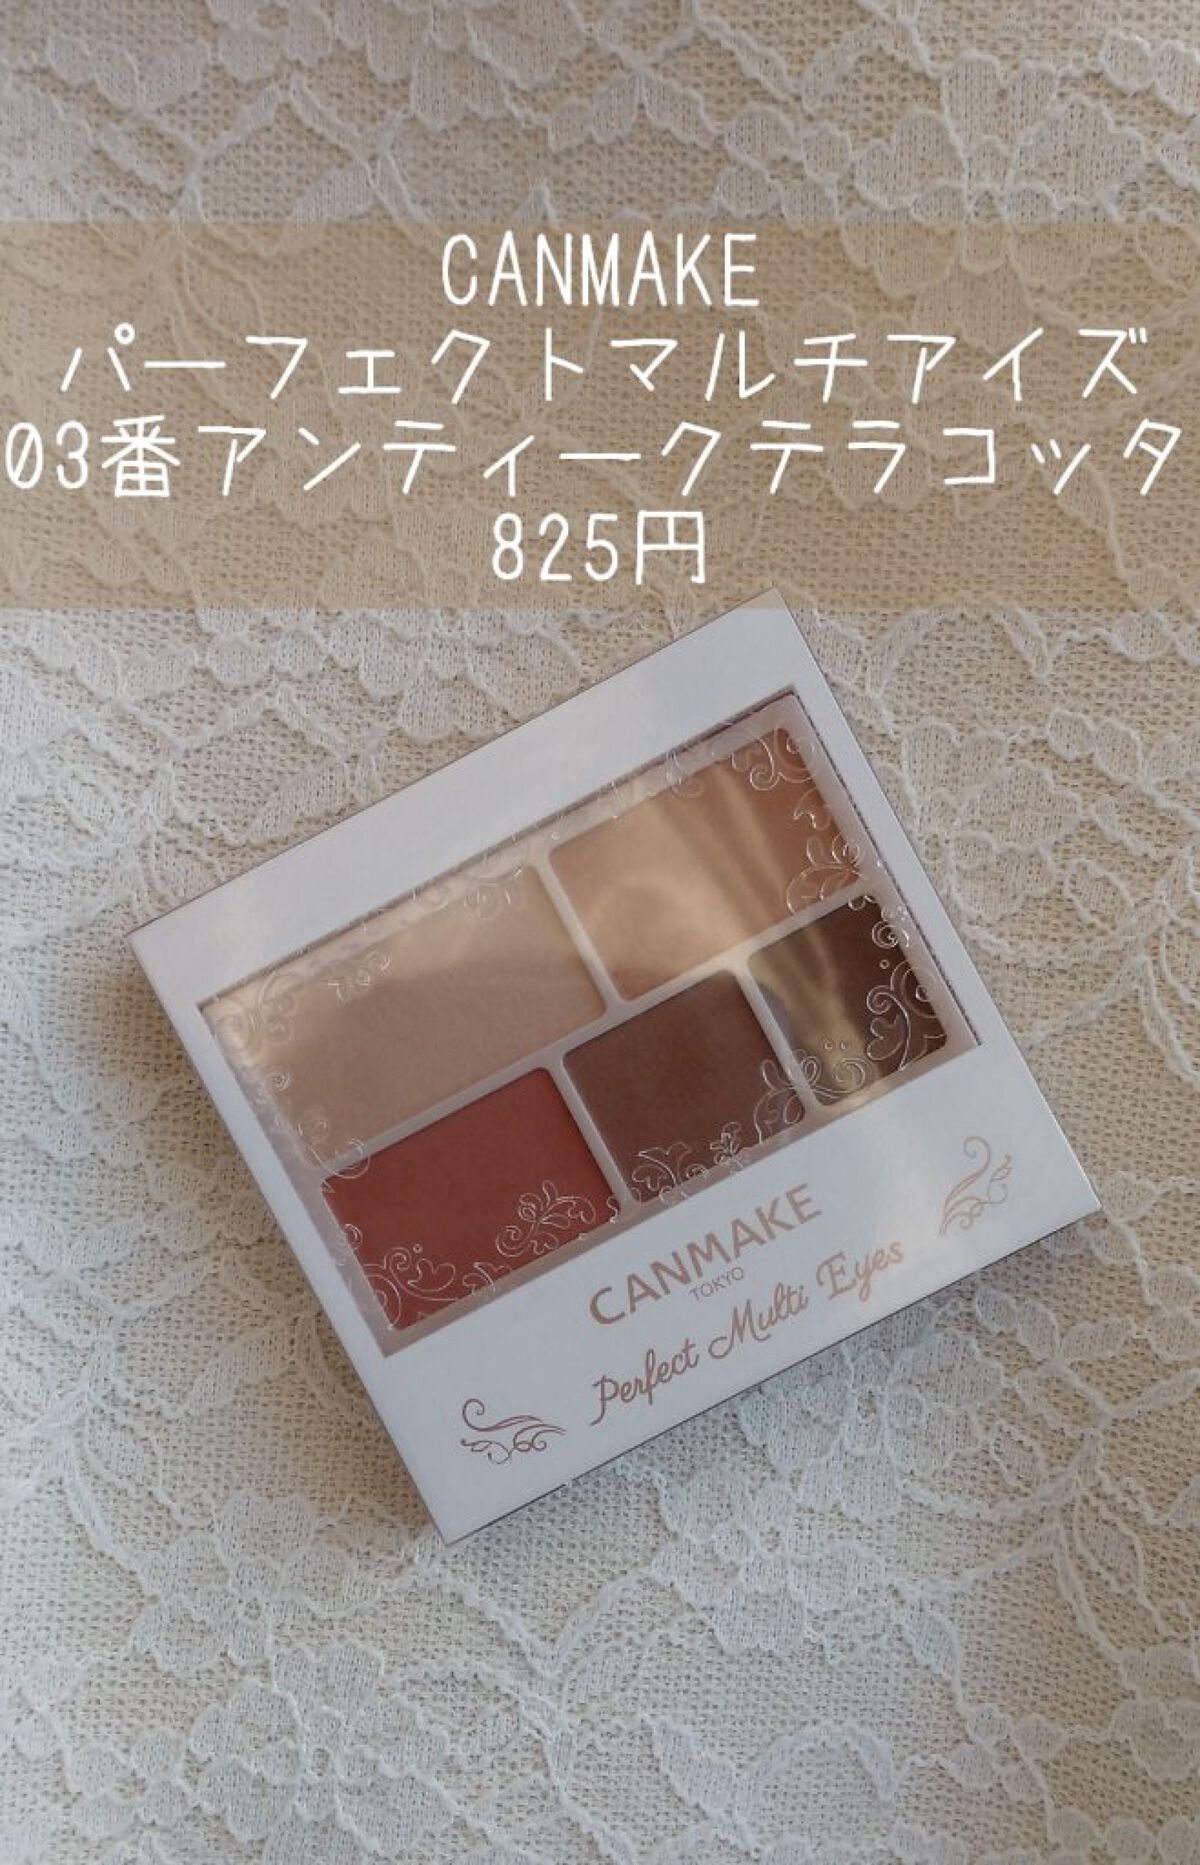 CANMAKE
パーフェクトマルチアイズ
03番アンティークテラコッタ
825円
CANMAKE
TOKYO
Perfect Multi Eyes